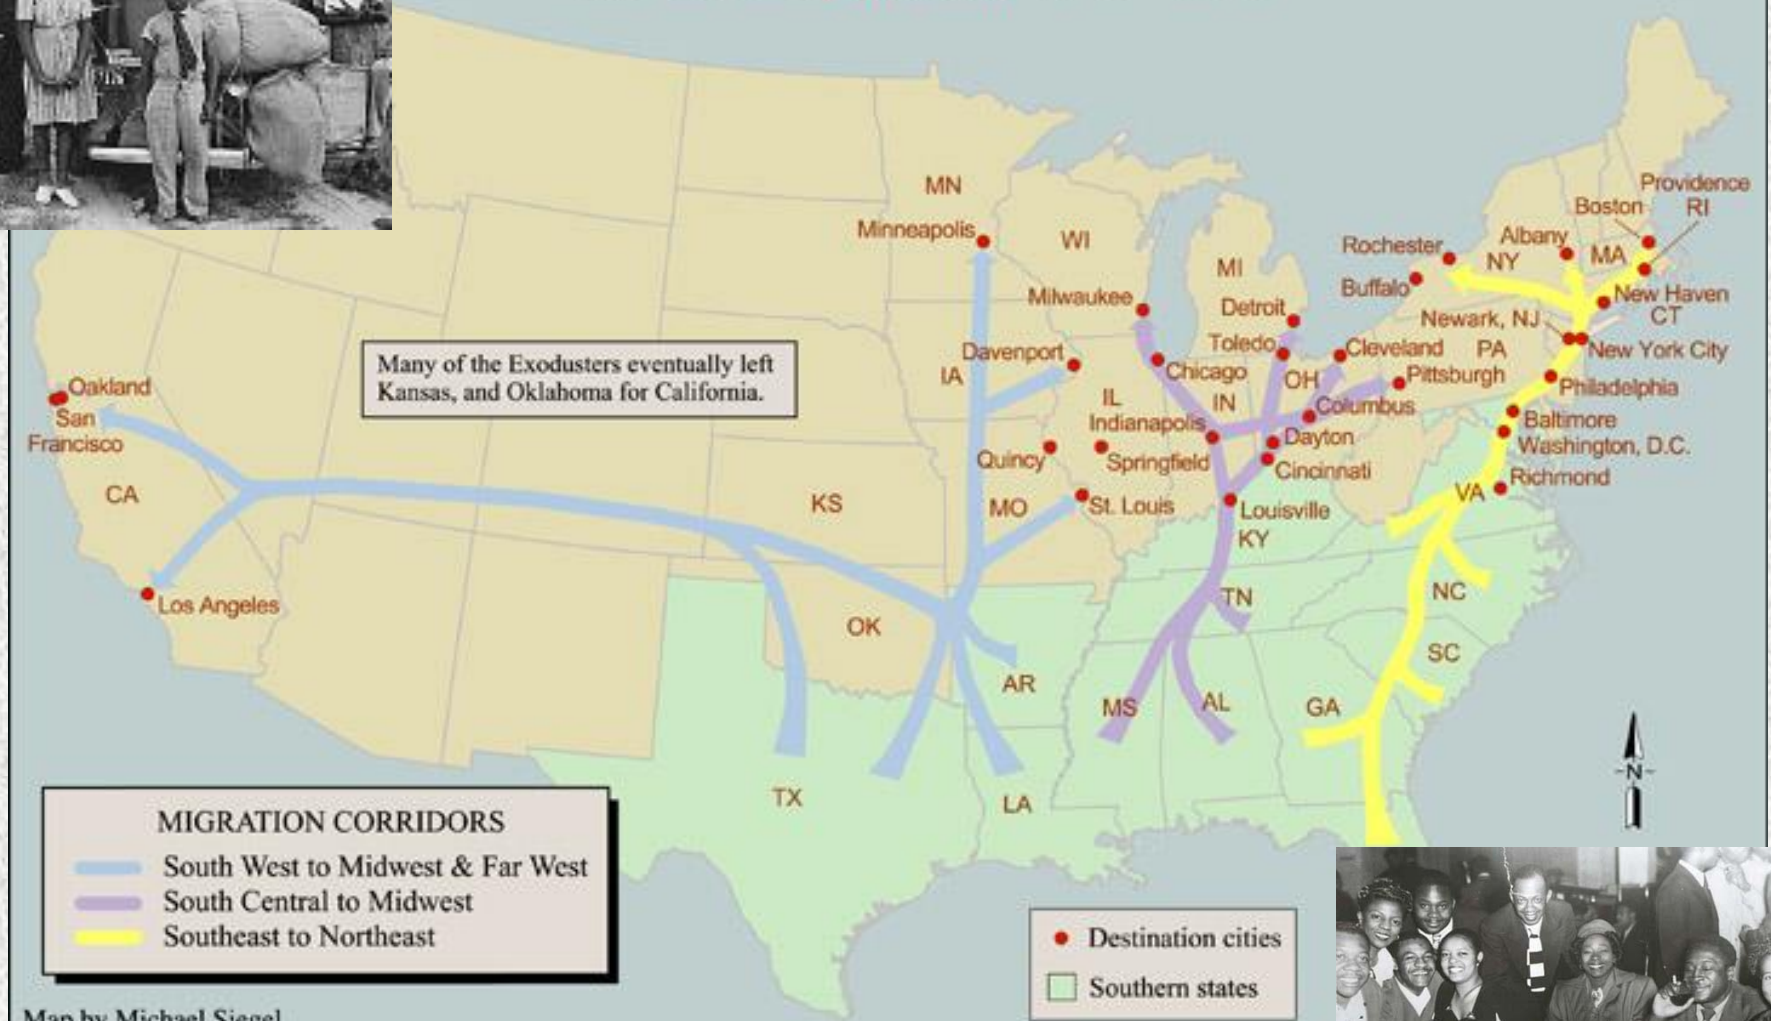 Providence
RI
Boston
MN
Minneapolis
WI
Rochester
Albany
NY
MA
MI
Buffalo
Milwaukee
Detroit
New Haven
CT
Newark, NJ
Many of the Exodusters eventually left
Kansas, and Oklahoma for California.
Davenport
IA
Toledo
Cleveland
PA
New York City
Chicago
OH
Pittsburgh
Philadelphia
Oakland
San
Francisco
IL
IN
Indianapolis
Columbus
Baltimore
Dayton
Washington, D.C.
Quincy
Springfield
Cincinnati
Richmond
CA
KS
MO
St. Louis
VA
Louisville
KY
Los Angeles
TN
NC
OK
SC
AR
MS
AL
GA
TX
LA
N
MIGRATION CORRIDORS
South West to Midwest & Far West
South Central to Midwest
Southeast to Northeast
Destination cities
Southern states
Map by Michael Siegel